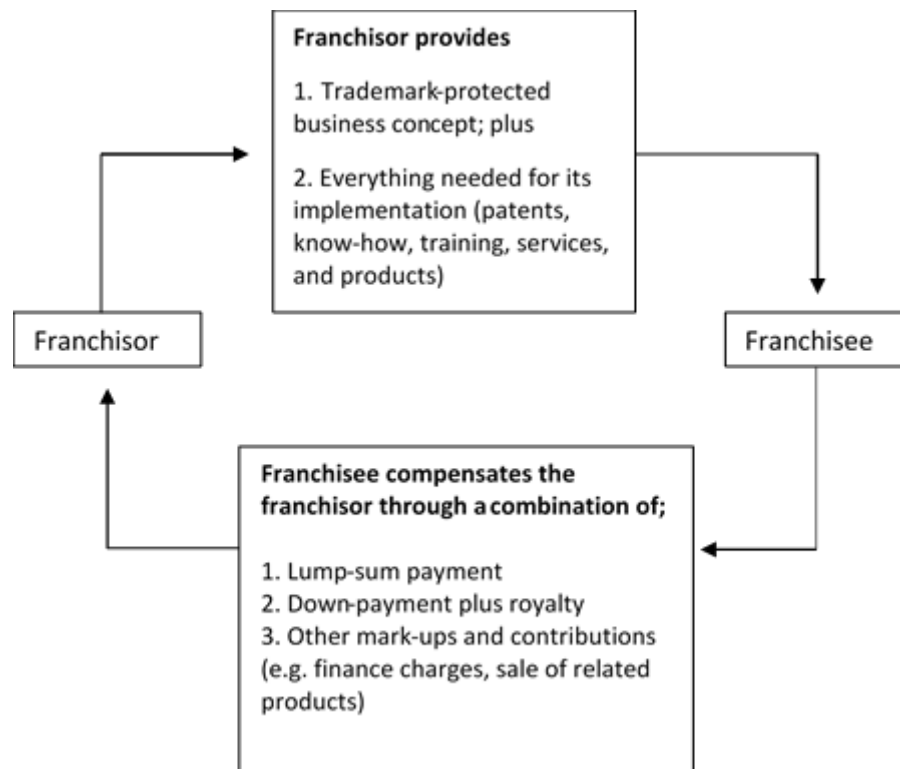 Franchisor provides
1. Trademark-protected
business concept; plus
2. Everything needed for its
implementation (patents,
know-how, training, services,
and products)
Franchisor
Franchisee
Franchisee compensates the
franchisor through a combination of;
1. Lump-sum payment
2. Down-payment plus royalty
3. Other mark-ups and contributions
(e.g. finance charges, sale of related
products)